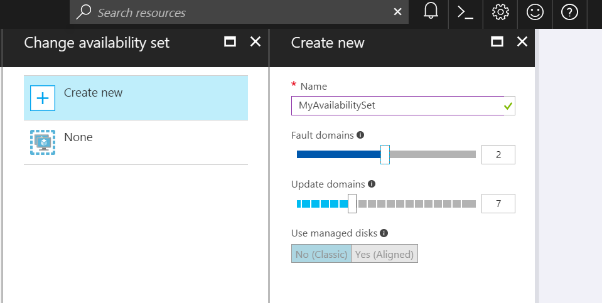 Search resources
Change availability set
Create new
None
Create new
* Name
MyAvailabilitySet
Fault domains
2
Update domains
7
Use managed disks
No (Classic) Yes (Aligned)